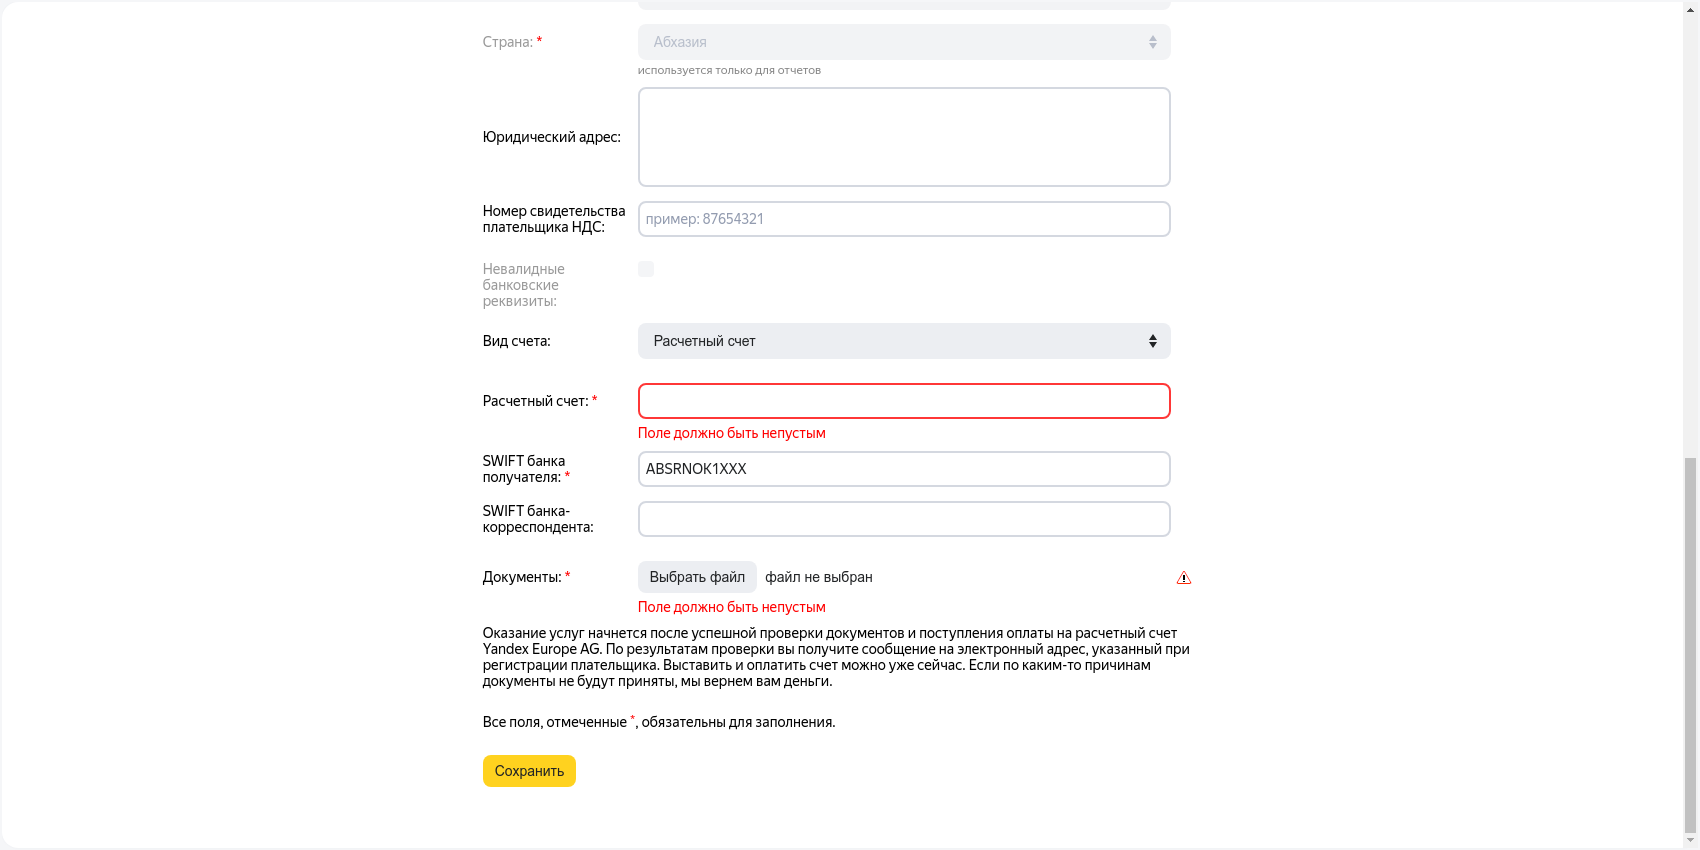 Страна: *
Абхазия
используется только для отчетов
Юридический адрес:
Номер свидетельства
плательщика НДС:
пример: 87654321
Невалидные
банковские
реквизиты:
Вид счета:
Расчетный счет
Расчетный счет: *
Поле должно быть непустым
SWIFT банка
получателя: *
ABSRNOK1XXX
SWIFT банка-
корреспондента:
Документы: *
Выбрать файл
файл не выбран
Поле должно быть непустым
Оказание услуг начнется после успешной проверки документов и поступления оплаты на расчетный счет
Yandex Europe AG. По результатам проверки вы получите сообщение на электронный адрес, указанный при
регистрации плательщика. Выставить и оплатить счет можно уже сейчас. Если по каким-то причинам
документы не будут приняты, мы вернем вам деньги.
Все поля, отмеченные *, обязательны для заполнения.
Сохранить